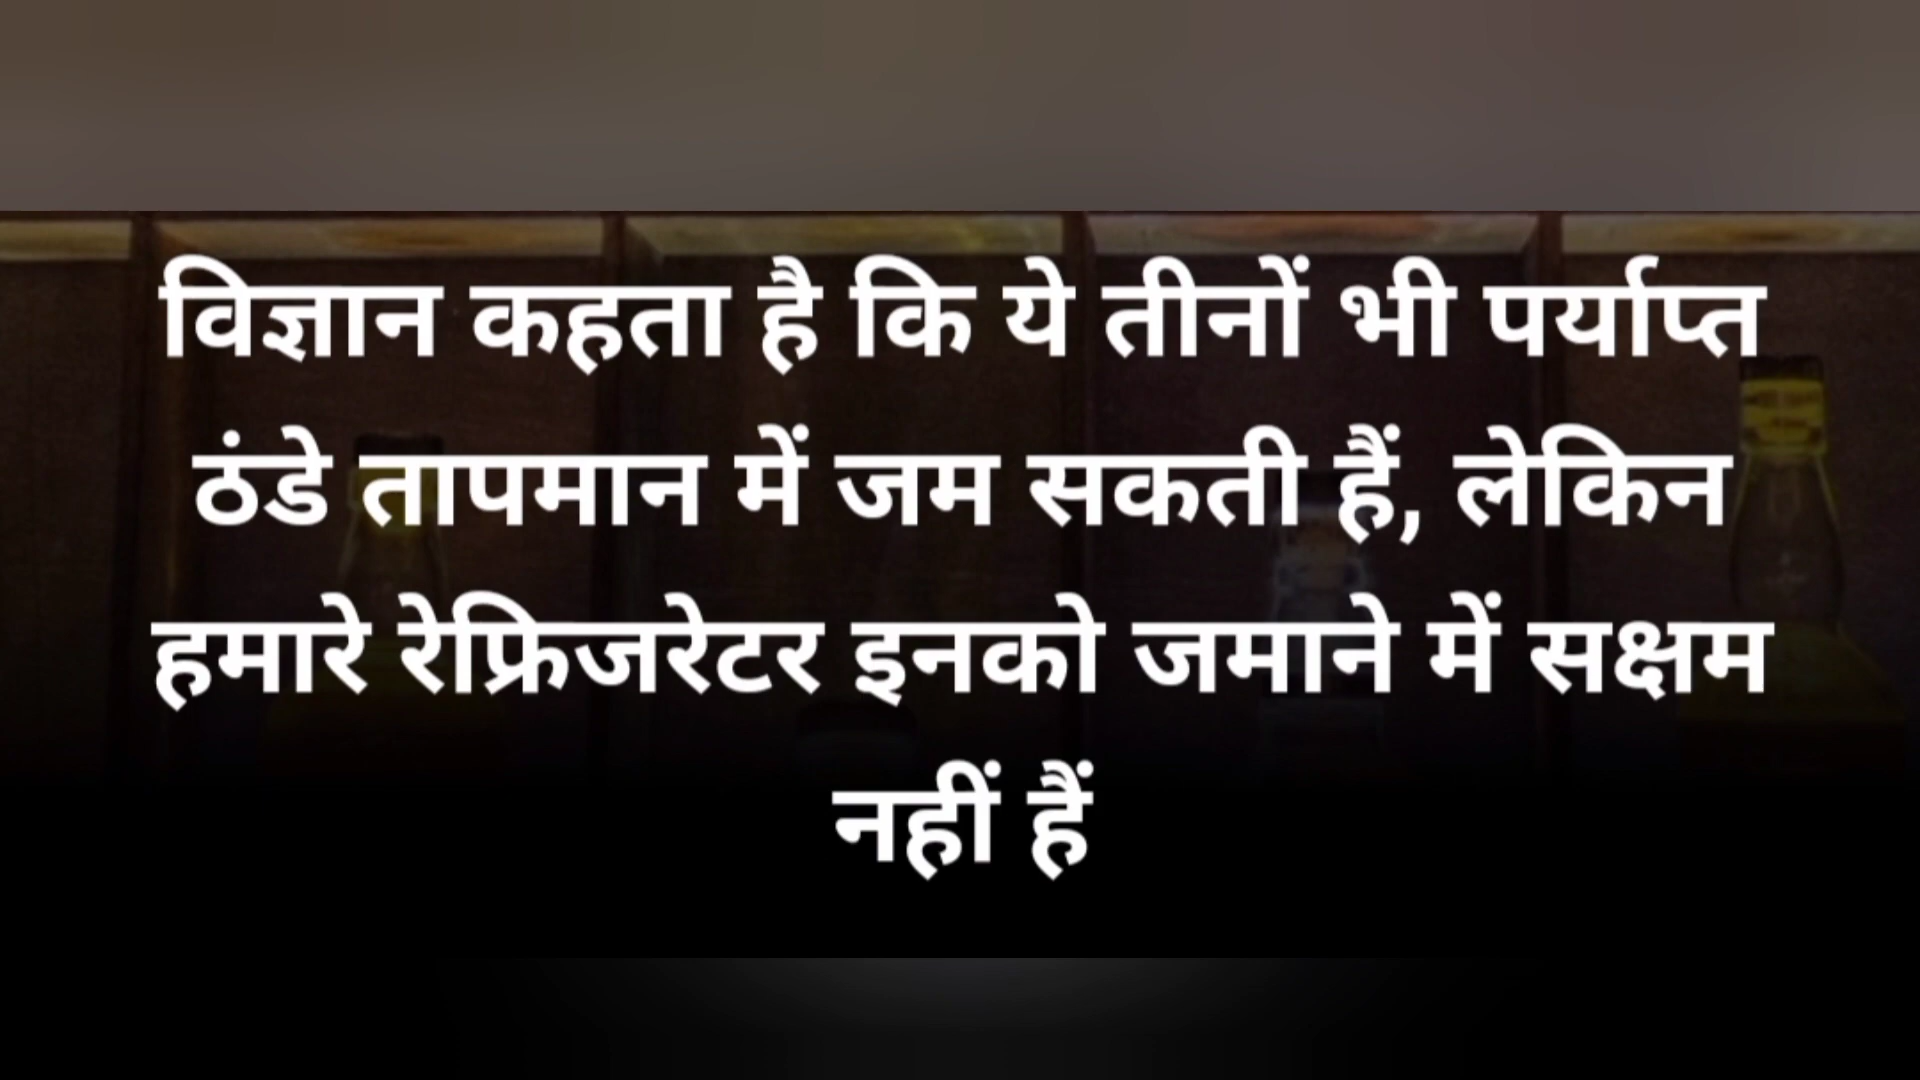 विज्ञान कहता है कि ये तीनों भी पर्याप्त
ठंडे तापमान में जम सकती हैं, लेकिन
हमारे रेफ्रिजरेटर इनको जमाने में सक्षम
नहीं हैं